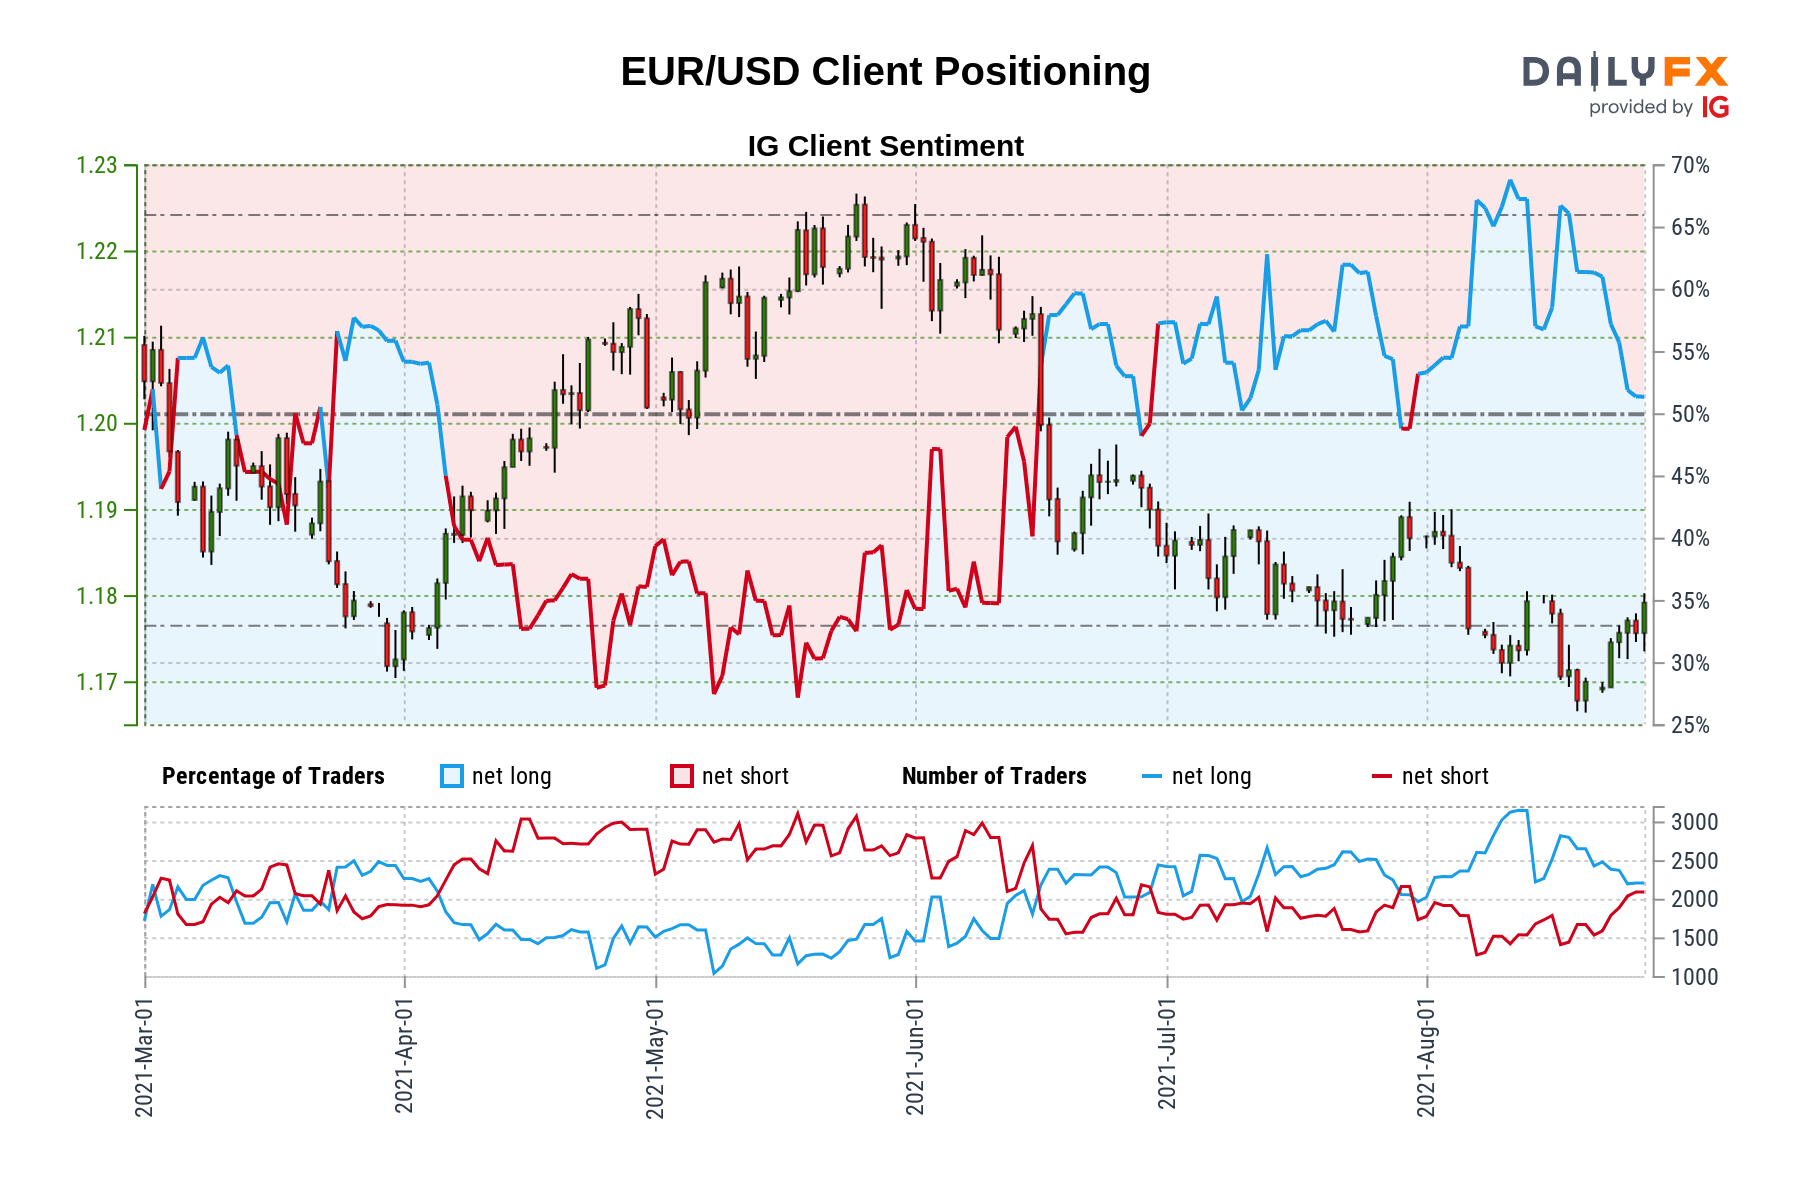 EUR/USD Client Positioning
DAILYFX
provided by IG
IG Client Sentiment
1.23
1.22
1.21
1.20
1.19
1.18
1.17
70%
65%
60%
55%
50%
45%
40%
35%
30%
25%
Percentage of Traders net long net short Number of Traders net long net short
3000
2500
2000
1500
1000
2021-Mar-01
2021-Apr-01
2021-May-01
2021-Jun-01
2021-Jul-01
2021-Aug-01